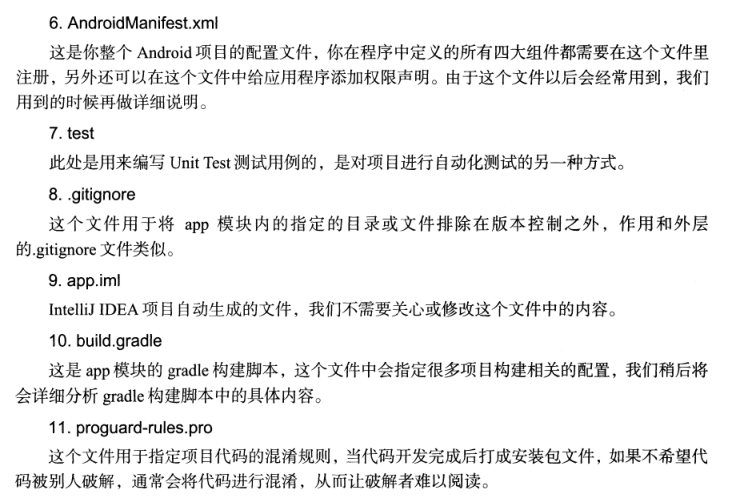 6. AndroidManifest.xml
这是你整个 Android 项目的配置文件，你在程序中定义的所有四大组件都需要在这个文件里
注册，另外还可以在这个文件中给应用程序添加权限声明。由于这个文件以后会经常用到，我们
用到的时候再做详细说明。
7. test
此处是用来编写 Unit Test 测试用例的，是对项目进行自动化测试的另一种方式。
8. .gitignore
这个文件用于将 app 模块内的指定的目录或文件排除在版本控制之外，作用和外层
的.gitignore 文件类似。
9. app.iml
IntelliJ IDEA 项目自动生成的文件，我们不需要关心或修改这个文件中的内容。
10. build.gradle
这是 app 模块的 gradle 构建脚本，这个文件中会指定很多项目构建相关的配置，我们稍后将
会详细分析 gradle 构建脚本中的具体内容。
11. proguard-rules.pro
这个文件用于指定项目代码的混淆规则，当代码开发完成后打成安装包文件，如果不希望代
码被别人破解，通常会将代码进行混淆，从而让破解者难以阅读。